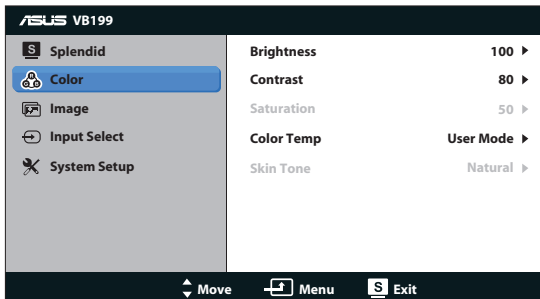 ASUS VB199
S Splendid
Color
Image
Input Select
System Setup
Brightness 100
Contrast 80
Saturation 50
Color Temp User Mode
Skin Tone Natural
Move Menu S Exit